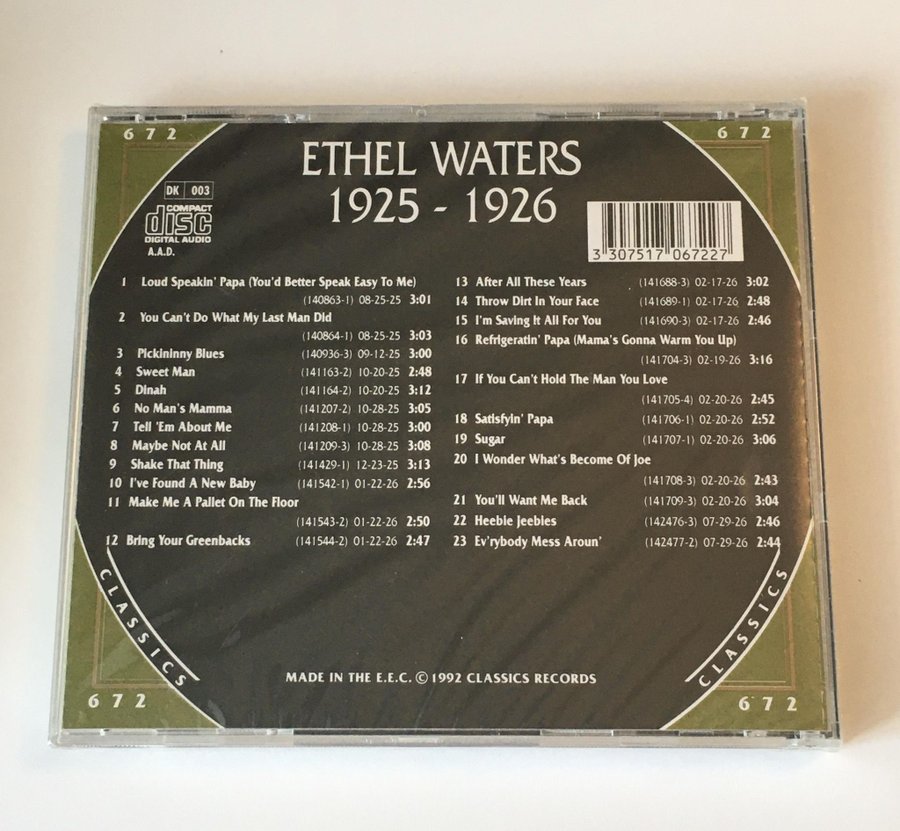 672
672
ETHEL WATERS
1925 - 1926
DK 003
COMPACT
disc
DIGITAL AUDIO
A.A.D.
3 307517 067227
1 Loud Speakin' Papa (You'd Better Speak Easy To Me)
(140863-1) 08-25-25 3:01
2 You Can't Do What My Last Man Did
(140864-1) 08-25-25 3:03
3 Pickininny Blues (140936-3) 09-12-25 3:00
4 Sweet Man (141163-2) 10-20-25 2:48
5 Dinah (141164-2) 10-20-25 3:12
6 No Man's Mamma (141207-2) 10-28-25 3:05
7 Tell 'Em About Me (141208-1) 10-28-25 3:00
8 Maybe Not At All (141209-3) 10-28-25 3:08
9 Shake That Thing (141429-1) 12-23-25 3:13
10 I've Found A New Baby (141542-1) 01-22-26 2:56
11 Make Me A Pallet On The Floor
(141543-2) 01-22-26 2:50
12 Bring Your Greenbacks (141544-2) 01-22-26 2:47
13 After All These Years (141688-3) 02-17-26 3:02
14 Throw Dirt In Your Face (141689-1) 02-17-26 2:48
15 I'm Saving It All For You (141690-3) 02-17-26 2:46
16 Refrigeratin' Papa (Mama's Gonna Warm You Up)
(141704-3) 02-19-26 3:16
17 If You Can't Hold The Man You Love
(141705-4) 02-20-26 2:45
18 Satisfyin' Papa (141706-1) 02-20-26 2:52
19 Sugar (141707-1) 02-20-26 3:06
20 I Wonder What's Become Of Joe
(141708-3) 02-20-26 2:43
21 You'll Want Me Back (141709-3) 02-20-26 3:04
22 Heebie Jeebies (142476-3) 07-29-26 2:46
23 Ev'rybody Mess Aroun' (142477-2) 07-29-26 2:44
CLASSICS
CLASSICS
MADE IN THE E.E.C. © 1992 CLASSICS RECORDS
672
672